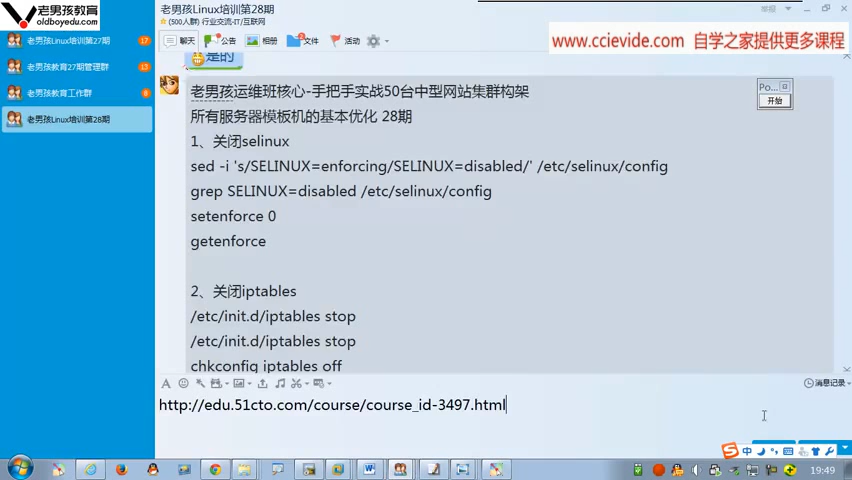 老男孩教育
oldboyedu.com
老男孩Linux培训第28期
(500人群) 行业交流-IT/互联网
举报
www.ccievide.com 自学之家提供更多课程
聊天 公告 相册 文件 活动
老男孩Linux培训第27期 17
老男孩教育27期管理群 13
老男孩教育工作群 6
老男孩Linux培训第28期
是的
Po...
开始
老男孩运维班核心-手把手实战50台中型网站集群构架
所有服务器模板机的基本优化 28期
1、关闭selinux
sed -i 's/SELINUX=enforcing/SELINUX=disabled/' /etc/selinux/config
grep SELINUX=disabled /etc/selinux/config
setenforce 0
getenforce
2、关闭iptables
/etc/init.d/iptables stop
/etc/init.d/iptables stop
chkconfig iptables off
消息记录
http://edu.51cto.com/course/course_id-3497.html
中
19:49